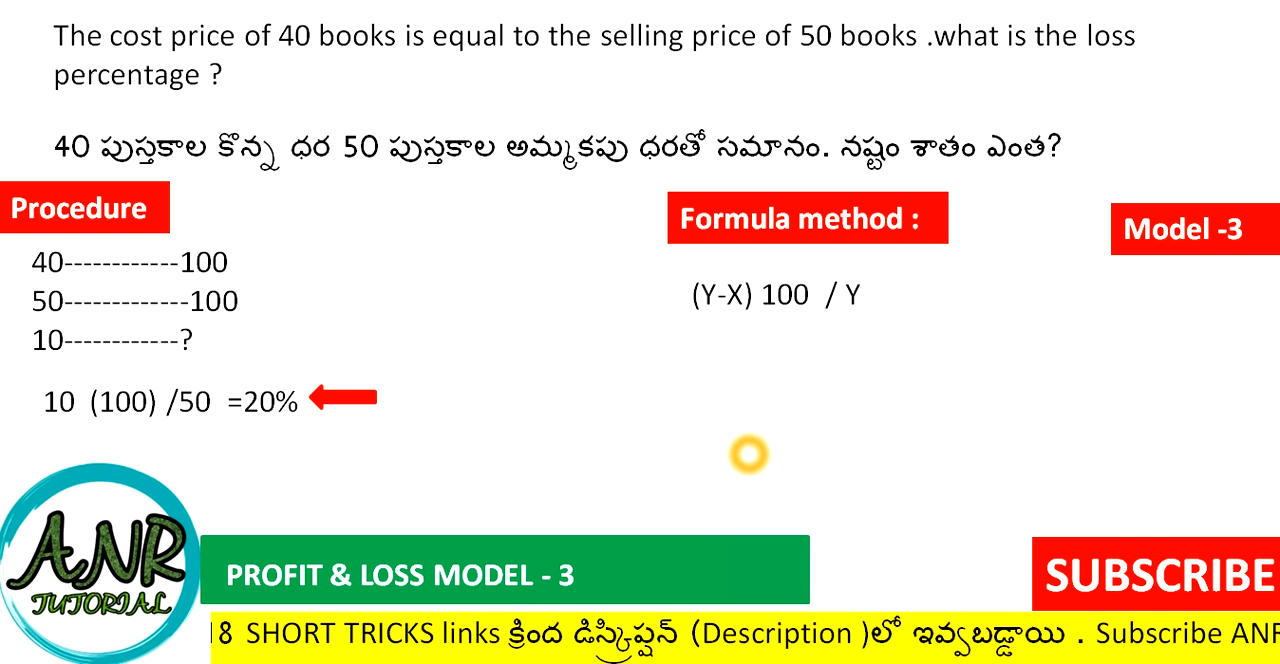 The cost price of 40 books is equal to the selling price of 50 books .what is the loss
percentage ?
40 పుస్తకాల కొన్న ధర 50 పుస్తకాల అమ్మకపు ధరతో సమానం. నష్టం శాతం ఎంత?
Procedure
40------------100
50-------------100
10------------?
10 (100) /50 =20%
Formula method :
(Y-X) 100 / Y
Model -3
ANR
TUTORIAL
PROFIT & LOSS MODEL - 3
SUBSCRIBE
18 SHORT TRICKS links క్రింద డిస్క్రిప్షన్ (Description )లో ఇవ్వబడ్డాయి . Subscribe ANR